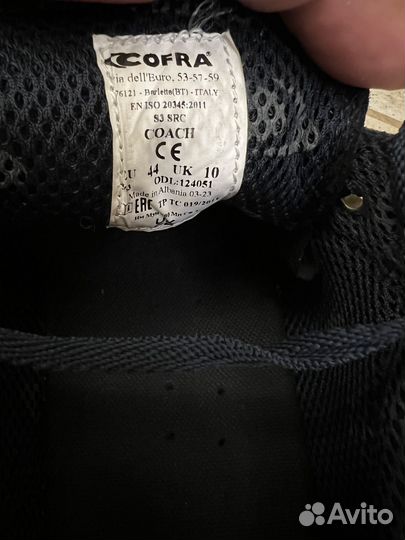 COFRA
in dell'Euro, 53-57-59
76121 - Barletta(BT) - ITALY
EN ISO 20345:2011
S3 SRC
COACH
CE
EU 44 UK 10
ODL:124051
Made in Albania 03-23
EAC TP TC 019/2011
Avito